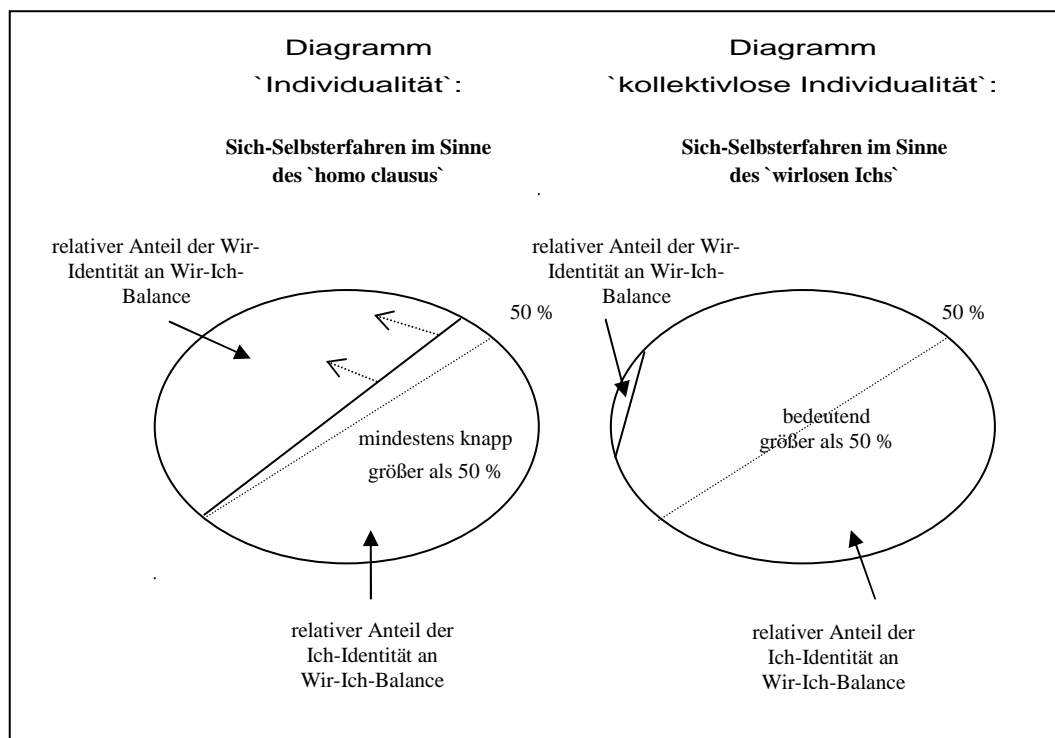 Diagramm
`Individualität`:
Sich-Selbsterfahren im Sinne
des `homo clausus`
relativer Anteil der Wir-
Identität an Wir-Ich-
Balance
50 %
mindestens knapp
größer als 50 %
relativer Anteil der
Ich-Identität an
Wir-Ich-Balance
Diagramm
`kollektivlose Individualität`:
Sich-Selbsterfahren im Sinne
des `wirlosen Ichs`
relativer Anteil der Wir-
Identität an Wir-Ich-
Balance
50 %
bedeutend
größer als 50 %
relativer Anteil der
Ich-Identität an
Wir-Ich-Balance